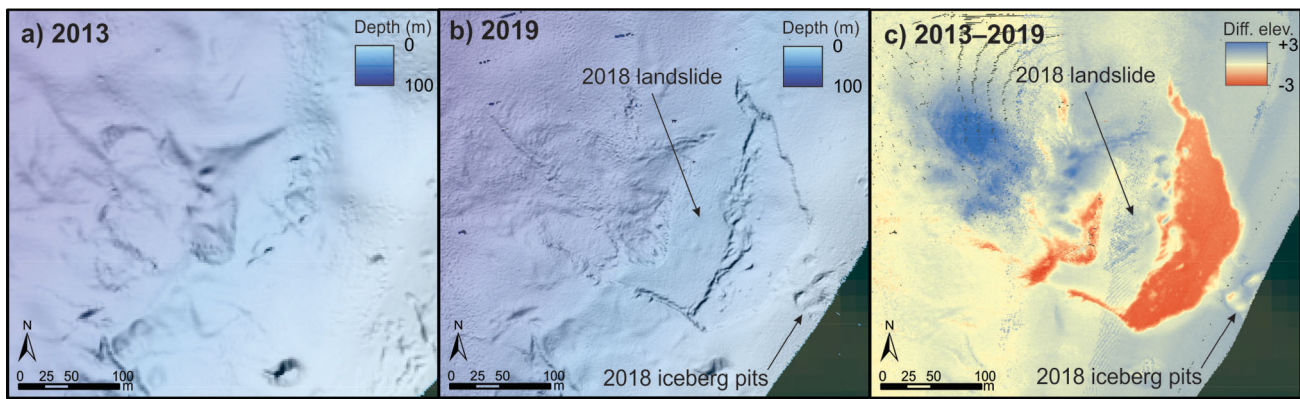 a) 2013
Depth (m)
0
100
N
0 25 50 100
m
b) 2019
Depth (m)
0
100
2018 landslide
2018 iceberg pits
N
0 25 50 100
m
c) 2013–2019
Diff. elev.
+3
-3
2018 landslide
2018 iceberg pits
N
0 25 50 100
m